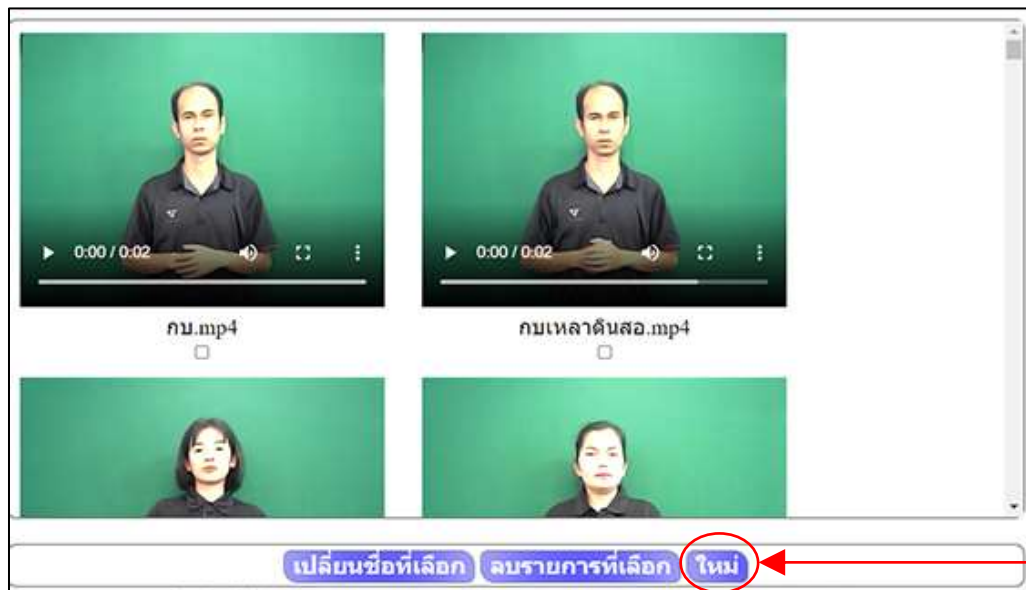 0:00 / 0:02
0:00 / 0:02
กบ.mp4
กบเหลาดินสอ.mp4
เปลี่ยนชื่อที่เลือก
ลบรายการที่เลือก
ใหม่